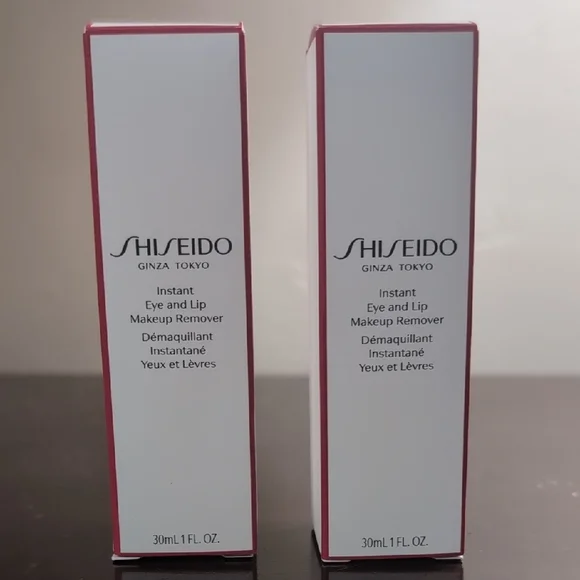 SHISEIDO
GINZA TOKYO
Instant
Eye and Lip
Makeup Remover
Démaquillant
Instantané
Yeux et Lèvres
30mL 1 FL. OZ.
SHISEIDO
GINZA TOKYO
Instant
Eye and Lip
Makeup Remover
Démaquillant
Instantané
Yeux et Lèvres
30mL 1 FL. OZ.